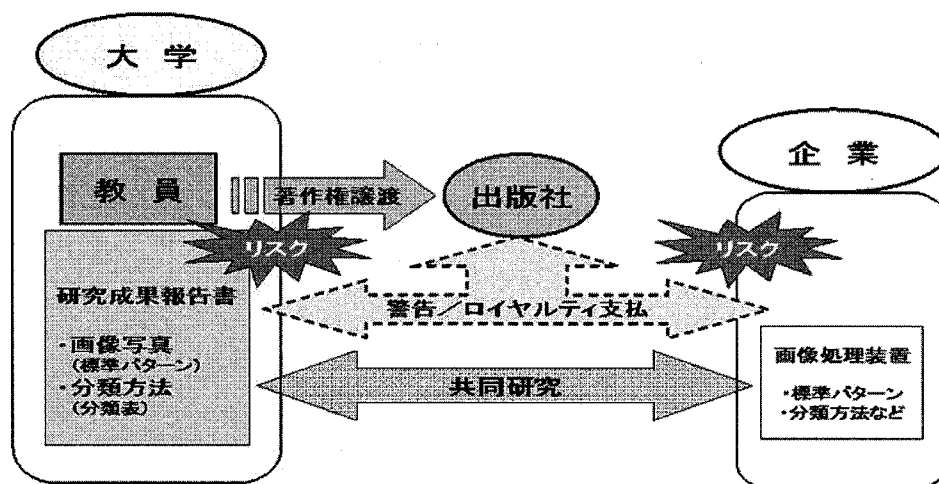 大学
企業
教員
著作権譲渡
出版社
リスク
リスク
研究成果報告書
警告／ロイヤルティ支払
・画像写真
(標準パターン)
・分類方法
(分類表)
共同研究
画像処理装置
・標準パターン
・分類方法など